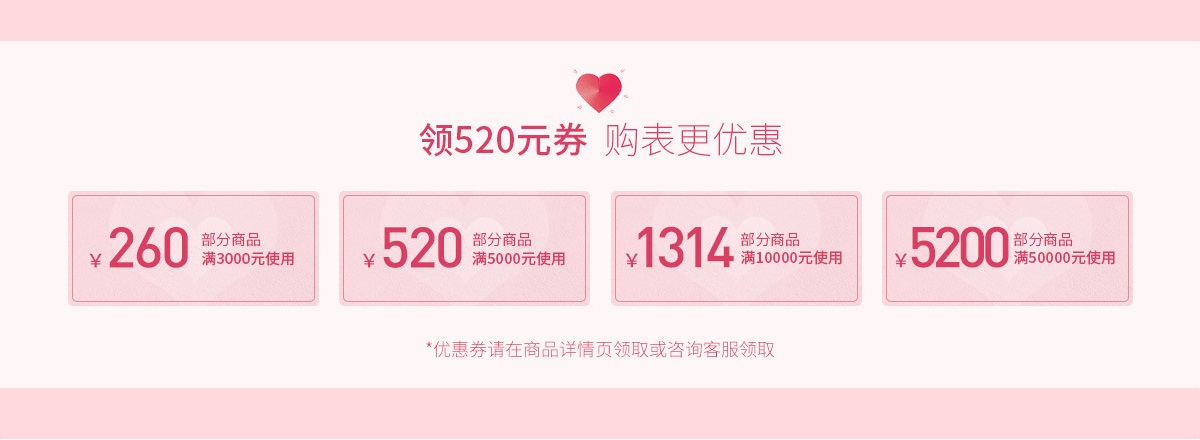 领520元券 购表更优惠
¥260
部分商品
满3000元使用
¥520
部分商品
满5000元使用
¥1314
部分商品
满10000元使用
¥5200
部分商品
满50000元使用
*优惠券请在商品详情页领取或咨询客服领取